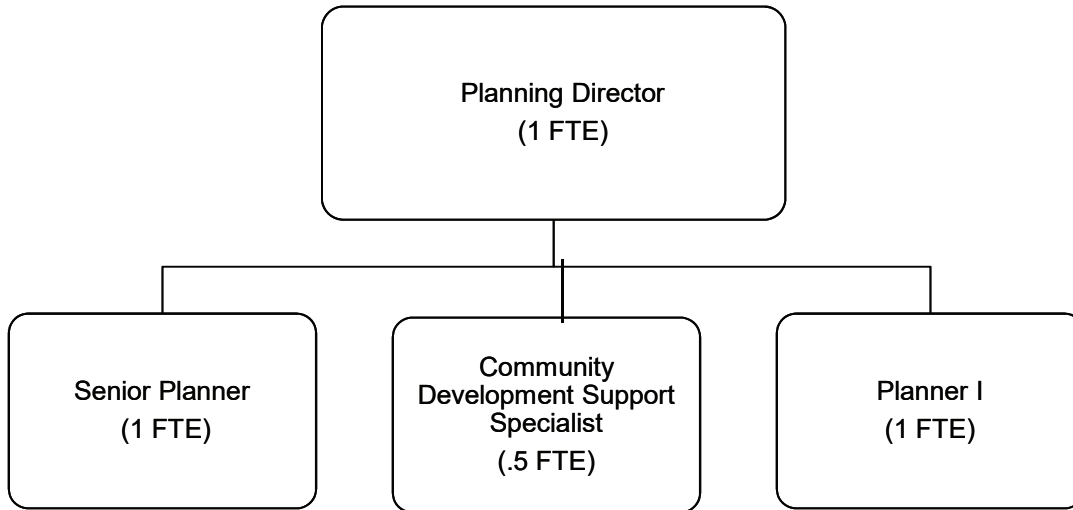 Planning Director
(1 FTE)
Senior Planner
(1 FTE)
Community
Development Support
Specialist
(.5 FTE)
Planner I
(1 FTE)